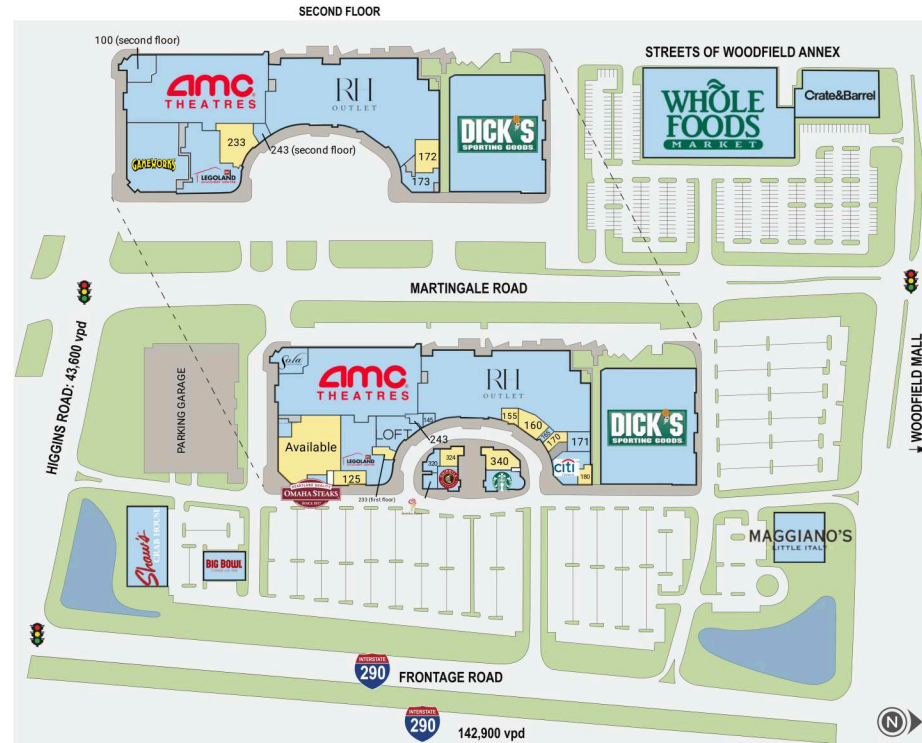 SECOND FLOOR
100 (second floor)
STREETS OF WOODFIELD ANNEX
amc
THEATRES
RH
OUTLET
DICK'S
SPORTING GOODS
WHOLE
FOODS
MARKET
Crate&Barrel
GAMEWORKS
233
243 (second floor)
LEGOLAND
172
173
MARTINGALE ROAD
HIGGINS ROAD: 43,600 vpd
WOODFIELD MALL
PARKING GARAGE
Sola
amc
THEATRES
RH
OUTLET
DICK'S
SPORTING GOODS
Available
LOFT
145
243
155
160
165
170
171
LEGOLAND
125
320
324
340
citi
180
OMAHA STEAKS
SINCE 1917
233 (first floor)
Shaw's
CRAB HOUSE
BIG BOWL
MAGGIANO'S
LITTLE ITALY
INTERSTATE
290
FRONTAGE ROAD
INTERSTATE
290
142,900 vpd
N